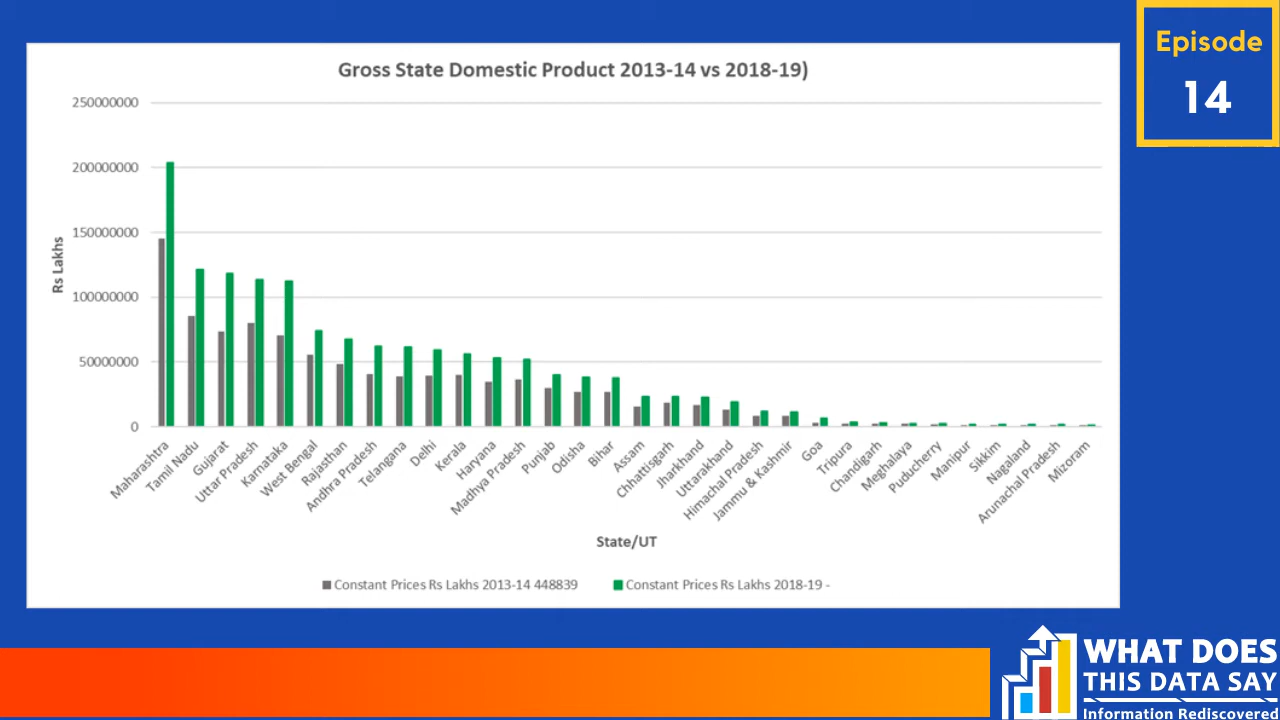 Episode
14
Gross State Domestic Product 2013-14 vs 2018-19)
250000000
200000000
150000000
100000000
50000000
0
Rs Lakhs
Maharashtra
Tamil Nadu
Gujarat
Uttar Pradesh
Karnataka
West Bengal
Rajasthan
Andhra Pradesh
Telangana
Delhi
Kerala
Haryana
Madhya Pradesh
Punjab
Odisha
Bihar
Assam
Chhattisgarh
Jharkhand
Uttarakhand
Himachal Pradesh
Jammu & Kashmir
Goa
Tripura
Chandigarh
Meghalaya
Puducherry
Manipur
Sikkim
Nagaland
Arunachal Pradesh
Mizoram
State/UT
Constant Prices Rs Lakhs 2013-14 448839
Constant Prices Rs Lakhs 2018-19 -
WHAT DOES
THIS DATA SAY
Information Rediscovered